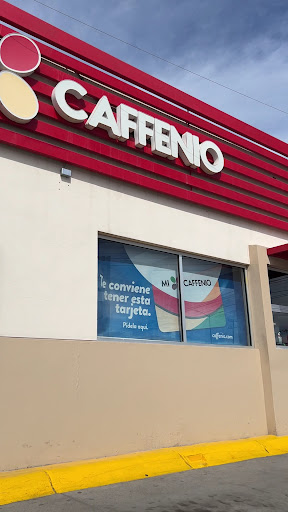 CAFFENIO
Te conviene
tener esta
tarjeta.
Pídela aquí.
MI CAFFENIO
caffenio.com